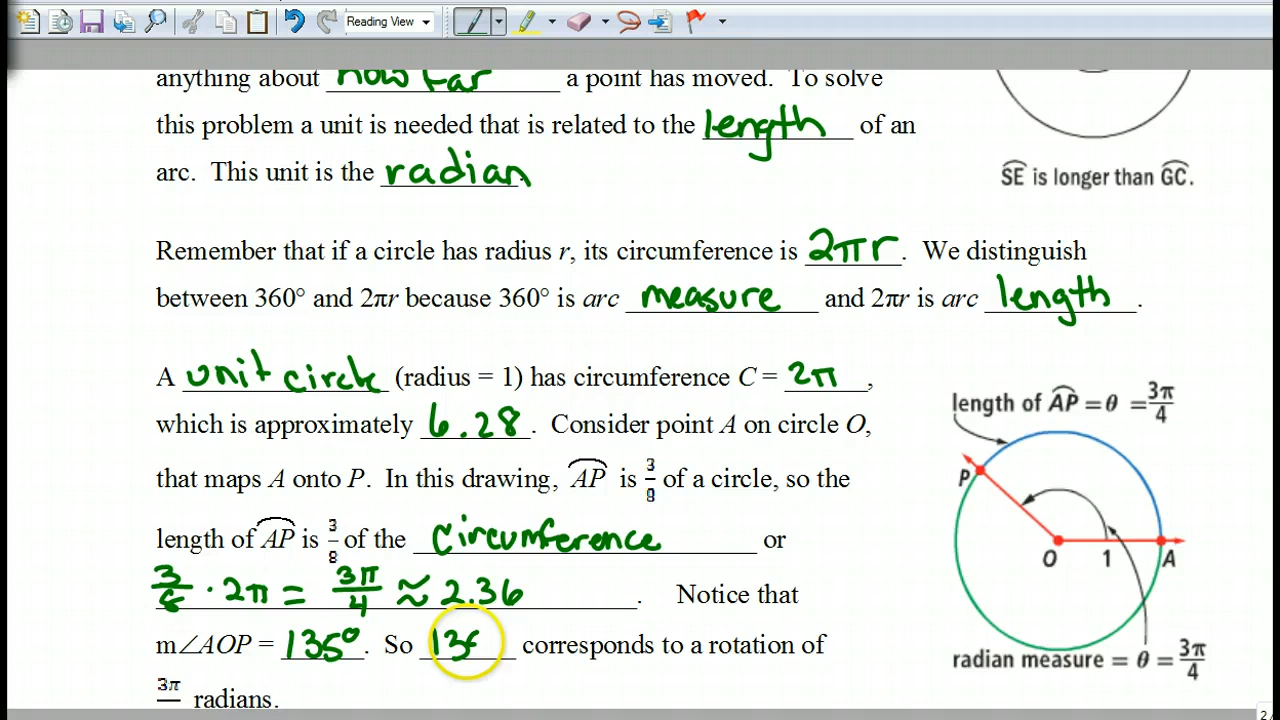 Reading View
anything about how far a point has moved. To solve
this problem a unit is needed that is related to the length of an
arc. This unit is the radian.
SE is longer than GC.
Remember that if a circle has radius r, its circumference is 2πr. We distinguish
between 360° and 2πr because 360° is arc measure and 2πr is arc length.
A unit circle (radius = 1) has circumference C = 2π,
which is approximately 6.28. Consider point A on circle O,
that maps A onto P. In this drawing, AP is 3/8 of a circle, so the
length of AP is 3/8 of the circumference or
3/8 · 2π = 3π/4 ≈ 2.36. Notice that
m∠AOP = 135°. So 135 corresponds to a rotation of
3π radians.
length of AP = θ = 3π/4
P
O 1 A
radian measure = θ = 3π/4
2